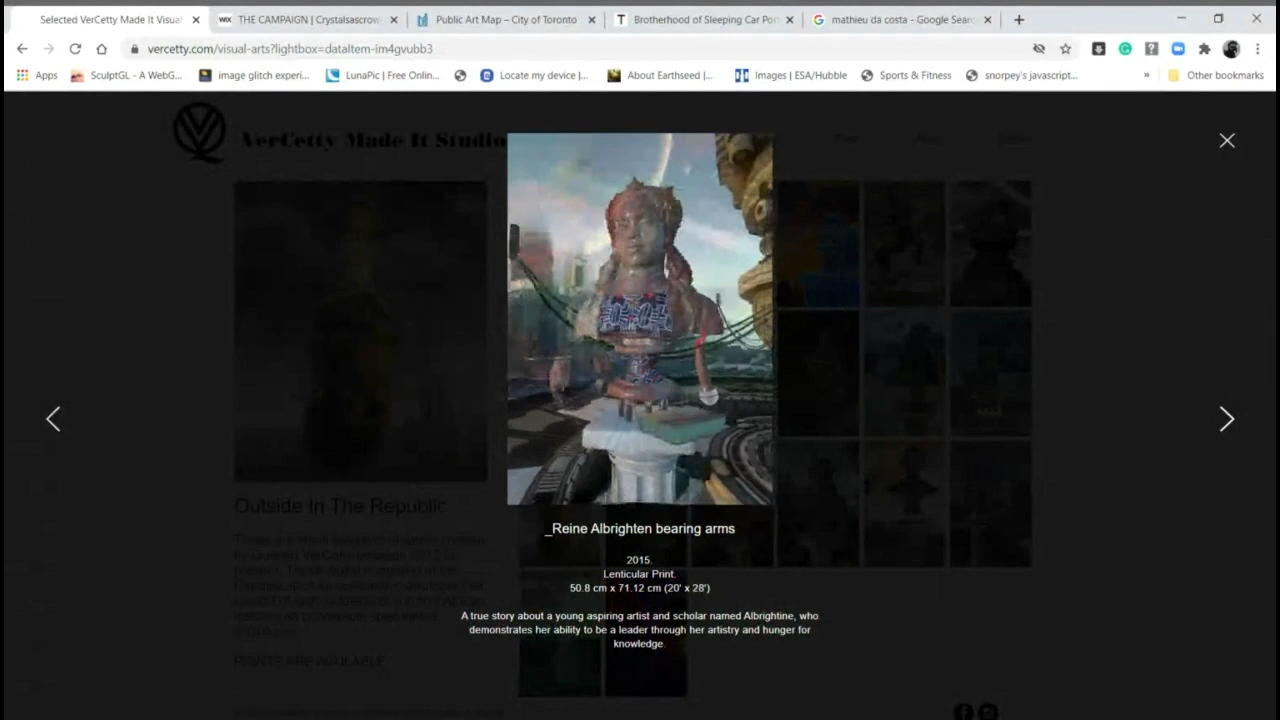 Selected VerCetty Made It Visual
WIX THE CAMPAIGN | Crystalsascrow
Public Art Map – City of Toronto
T Brotherhood of Sleeping Car Por
G mathieu da costa - Google Sear
vercetty.com/visual-arts?lightbox=dataItem-im4gvubb3
Apps
SculptGL - A WebG...
image glitch experi...
LunaPic | Free Onlin...
Locate my device |...
About Earthseed |...
Images | ESA/Hubble
Sports & Fitness
snorpey's javascript...
»
Other bookmarks
VerCetty Made It Studio
Outside In The Republic
PRINTS ARE AVAILABLE
_Reine Albrighten bearing arms
2015.
Lenticular Print.
50.8 cm x 71.12 cm (20' x 28')
A true story about a young aspiring artist and scholar named Albrightine, who
demonstrates her ability to be a leader through her artistry and hunger for
knowledge.